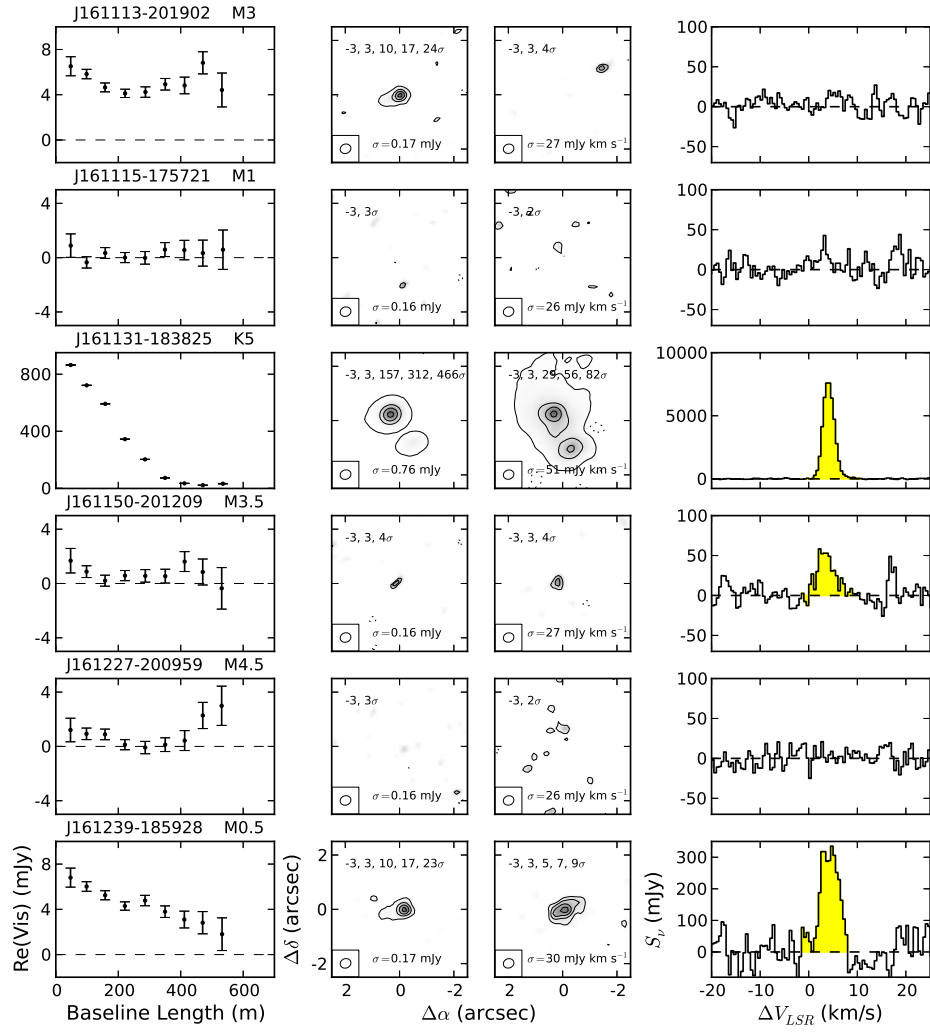 J161113-201902 M3
8
4
0
-3, 3, 10, 17, 24σ
σ=0.17 mJy
-3, 3, 4σ
σ=27 mJy km s⁻¹
50
0
-50
J161115-175721 M1
4
0
-4
-3, 3σ
σ=0.16 mJy
-3, 2σ
σ=26 mJy km s⁻¹
100
50
0
-50
J161131-183825 K5
800
400
0
-3, 3, 157, 312, 466σ
σ=0.76 mJy
-3, 3, 29, 56, 82σ
σ=51 mJy km s⁻¹
10000
5000
0
J161150-201209 M3.5
4
0
-4
-3, 3, 4σ
σ=0.16 mJy
-3, 3, 4σ
σ=27 mJy km s⁻¹
100
50
0
-50
J161227-200959 M4.5
4
0
-4
-3, 3σ
σ=0.16 mJy
-3, 2σ
σ=26 mJy km s⁻¹
100
50
0
-50
J161239-185928 M0.5
Re(Vis) (mJy)
8
4
0
0 200 400 600
Baseline Length (m)
Δδ (arcsec)
2
0
-2
-3, 3, 10, 17, 23σ
σ=0.17 mJy
2 0 -2
-3, 3, 5, 7, 9σ
σ=30 mJy km s⁻¹
2 0 -2
Δα (arcsec)
Sν (mJy)
300
200
100
0
-20 -10 0 10 20
ΔV_LSR (km/s)